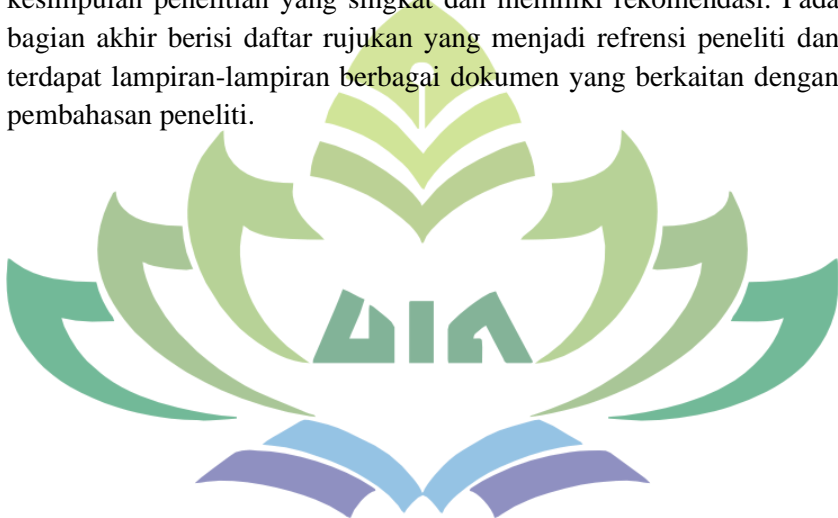 kesimpulan penelitian yang singkat dan memiliki rekomendasi. Pada
bagian akhir berisi daftar rujukan yang menjadi refrensi peneliti dan
terdapat lampiran-lampiran berbagai dokumen yang berkaitan dengan
pembahasan peneliti.